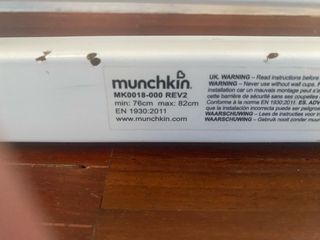 munchkin.
MK0018-000 REV2
min: 76cm max: 82cm
EN 1930:2011
www.munchkin.com
UK. WARNING – Read instructions before
Never use without wall cups.
installation car un mauvais montage peut s'
cette barrière de sécurité sans ses coupelles
Conforme à la norme EN 1930:2011. ES. ADV
que la instalación incorrecta puede ser peligros
WAARSCHUWING – Lees de instructies voor in
WAARSCHUWING – Gebruik nooit zonder muur